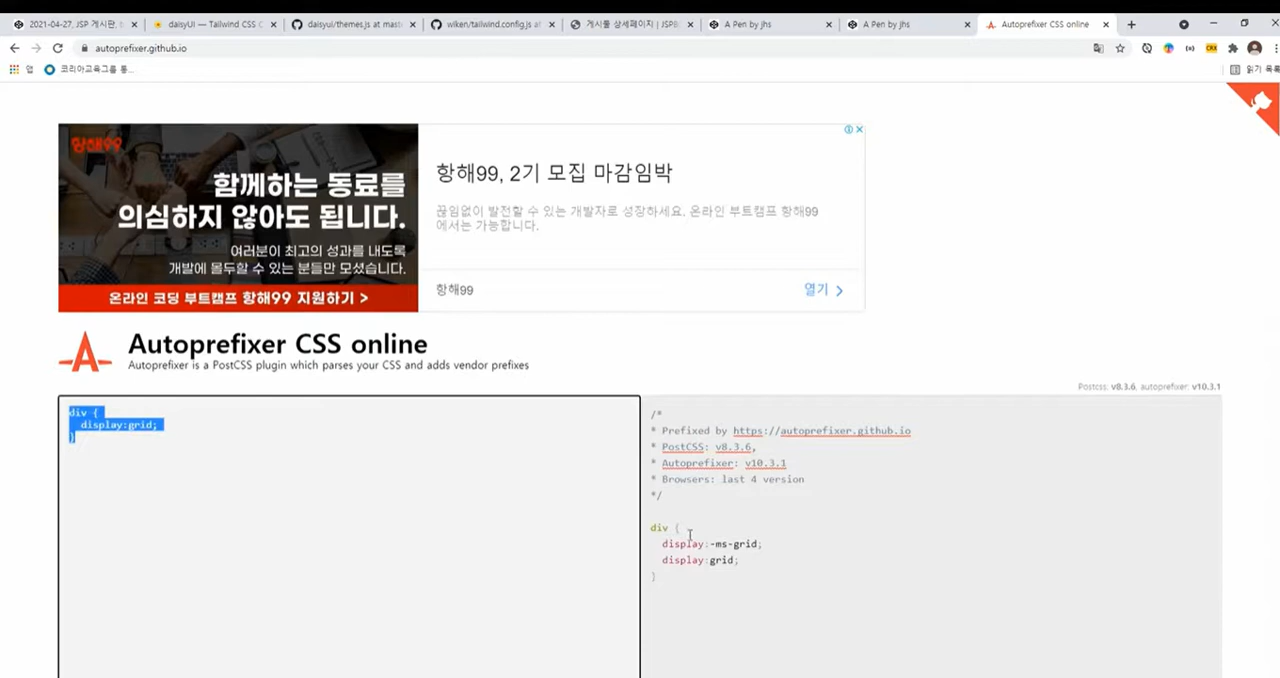 2021-04-27, JSP 게시판,
daisyUI — Tailwind CSS C
daisyui/themes.js at mast
wiken/tailwind.config.js at
게시물 상세페이지 | JSPB
A Pen by jhs
A Pen by jhs
Autoprefixer CSS online
autoprefixer.github.io
앱
코리아교육그룹 통...
읽기 목록
항해99
함께하는 동료를
의심하지 않아도 됩니다.
여러분이 최고의 성과를 내도록
개발에 몰두할 수 있는 분들만 모셨습니다.
온라인 코딩 부트캠프 항해99 지원하기 >
항해99, 2기 모집 마감임박
끊임없이 발전할 수 있는 개발자로 성장하세요. 온라인 부트캠프 항해99
에서는 가능합니다.
항해99
열기
Autoprefixer CSS online
Autoprefixer is a PostCSS plugin which parses your CSS and adds vendor prefixes
Postcss: v8.3.6, autoprefixer: v10.3.1
div {
display:grid;
}
/*
* Prefixed by https://autoprefixer.github.io
* PostCSS: v8.3.6,
* Autoprefixer: v10.3.1
* Browsers: last 4 version
*/
div {
display:-ms-grid;
display:grid;
}